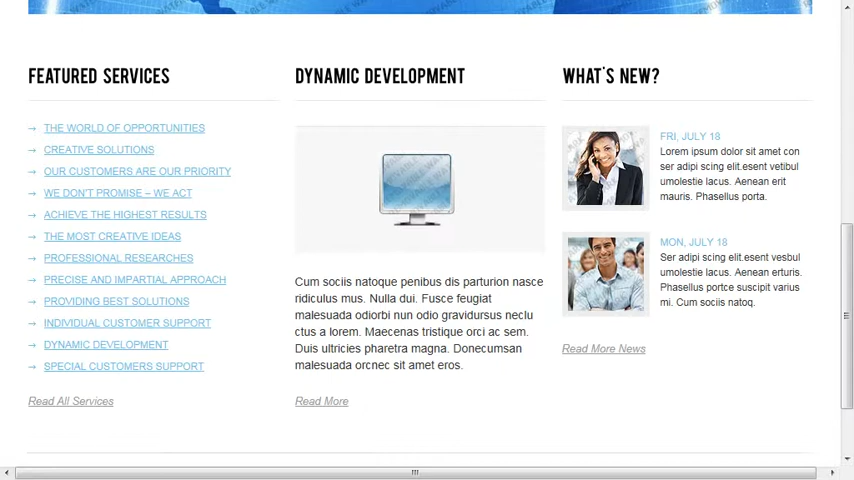 FEATURED SERVICES
→ THE WORLD OF OPPORTUNITIES
→ CREATIVE SOLUTIONS
→ OUR CUSTOMERS ARE OUR PRIORITY
→ WE DON'T PROMISE – WE ACT
→ ACHIEVE THE HIGHEST RESULTS
→ THE MOST CREATIVE IDEAS
→ PROFESSIONAL RESEARCHES
→ PRECISE AND IMPARTIAL APPROACH
→ PROVIDING BEST SOLUTIONS
→ INDIVIDUAL CUSTOMER SUPPORT
→ DYNAMIC DEVELOPMENT
→ SPECIAL CUSTOMERS SUPPORT
Read All Services
DYNAMIC DEVELOPMENT
Cum sociis natoque penibus dis parturion nasce
ridiculus mus. Nulla dui. Fusce feugiat
malesuada odiorbi nun odio gravidursus neclu
ctus a lorem. Maecenas tristique orci ac sem.
Duis ultricies pharetra magna. Donecumsan
malesuada orcnec sit amet eros.
Read More
WHAT'S NEW?
FRI, JULY 18
Lorem ipsum dolor sit amet con
ser adipi scing elit.esent vetibul
umolestie lacus. Aenean erit
mauris. Phasellus porta.
MON, JULY 18
Ser adipi scing elit.esent vesbul
umolestie lacus. Aenean erturis.
Phasellus portce suscipit varius
mi. Cum sociis natoq.
Read More News